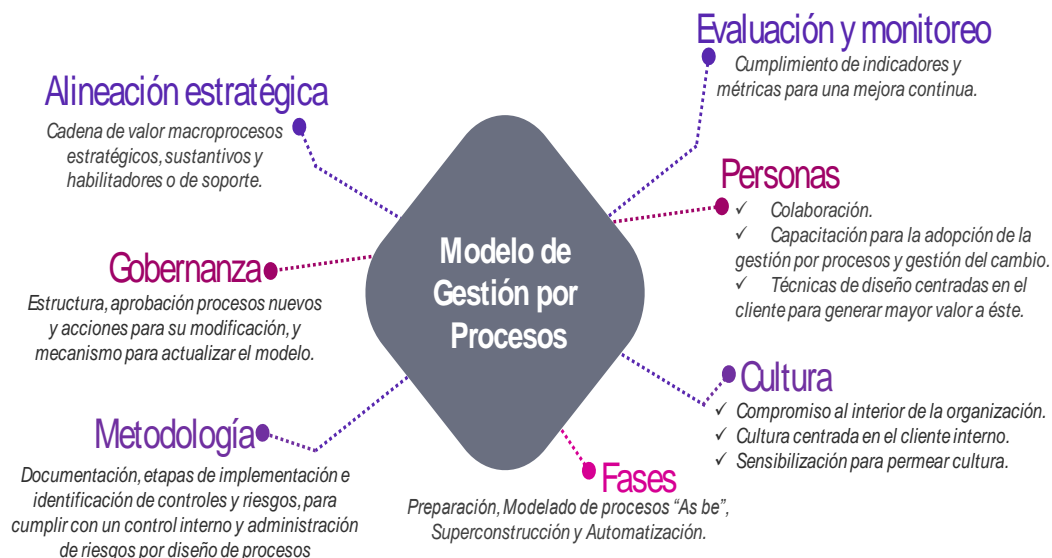 Evaluación y monitoreo
Cumplimiento de indicadores y
métricas para una mejora continua.
Alineación estratégica
Cadena de valor macroprocesos
estratégicos, sustantivos y
habilitadores o de soporte.
Personas
✓ Colaboración.
✓ Capacitación para la adopción de la
gestión por procesos y gestión del cambio.
✓ Técnicas de diseño centradas en el
cliente para generar mayor valor a éste.
Modelo de
Gestión por
Procesos
Gobernanza
Estructura, aprobación procesos nuevos
y acciones para su modificación, y
mecanismo para actualizar el modelo.
Cultura
✓ Compromiso al interior de la organización.
✓ Cultura centrada en el cliente interno.
✓ Sensibilización para permear cultura.
Metodología
Documentación, etapas de implementación e
identificación de controles y riesgos, para
cumplir con un control interno y administración
de riesgos por diseño de procesos
Fases
Preparación, Modelado de procesos “As be”,
Superconstrucción y Automatización.